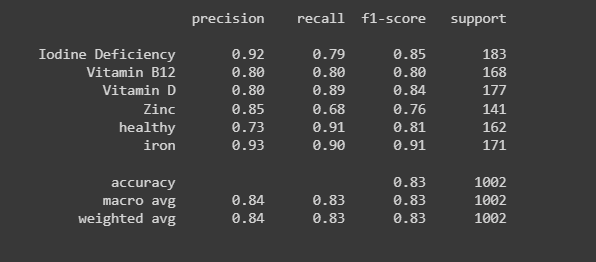 precision recall f1-score support
Iodine Deficiency 0.92 0.79 0.85 183
Vitamin B12 0.80 0.80 0.80 168
Vitamin D 0.80 0.89 0.84 177
Zinc 0.85 0.68 0.76 141
healthy 0.73 0.91 0.81 162
iron 0.93 0.90 0.91 171
accuracy 0.83 1002
macro avg 0.84 0.83 0.83 1002
weighted avg 0.84 0.83 0.83 1002